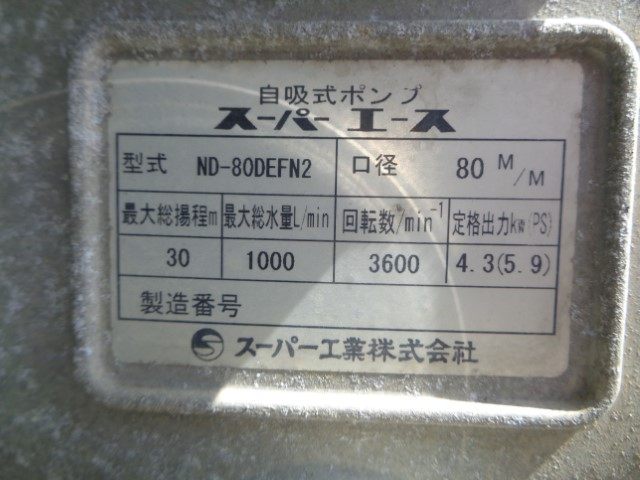 自吸式ポンプ
スーパーエース
型式 ND-80DEFN2 口径 80 M/M
最大総揚程m 最大総水量L/min 回転数/min⁻¹ 定格出力kW(PS)
30 1000 3600 4.3(5.9)
製造番号
スーパー工業株式会社